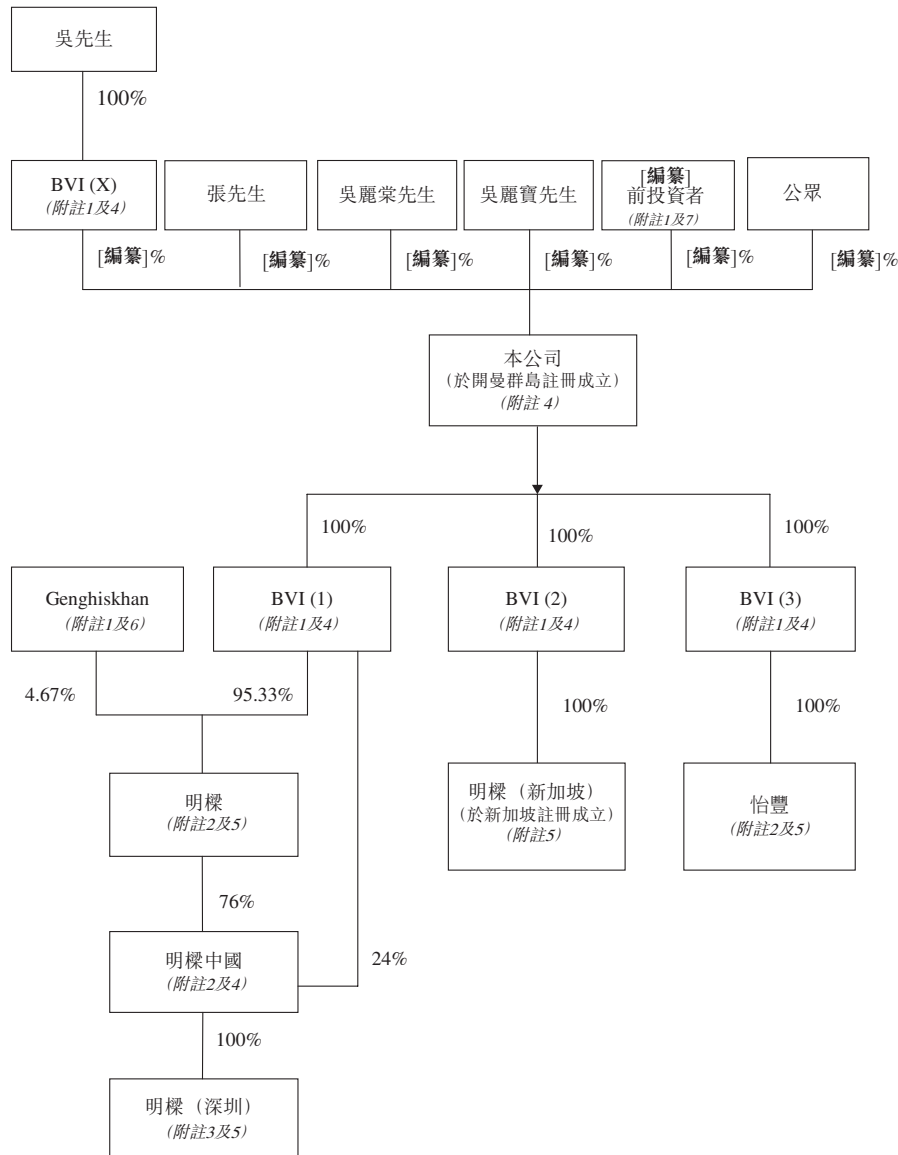 吳先生
100%
BVI (X)
(附註1及4)
張先生
吳麗棠先生
吳麗寶先生
[編纂]
前投資者
(附註1及7)
公眾
[編纂]%
[編纂]%
[編纂]%
[編纂]%
[編纂]%
[編纂]%
本公司
(於開曼群島註冊成立)
(附註 4)
100%
100%
100%
Genghiskhan
(附註1及6)
BVI (1)
(附註1及4)
BVI (2)
(附註1及4)
BVI (3)
(附註1及4)
4.67%
95.33%
100%
100%
明樑
(附註2及5)
明樑（新加坡）
(於新加坡註冊成立)
(附註5)
怡豐
(附註2及5)
76%
明樑中國
(附註2及4)
24%
100%
明樑（深圳）
(附註3及5)